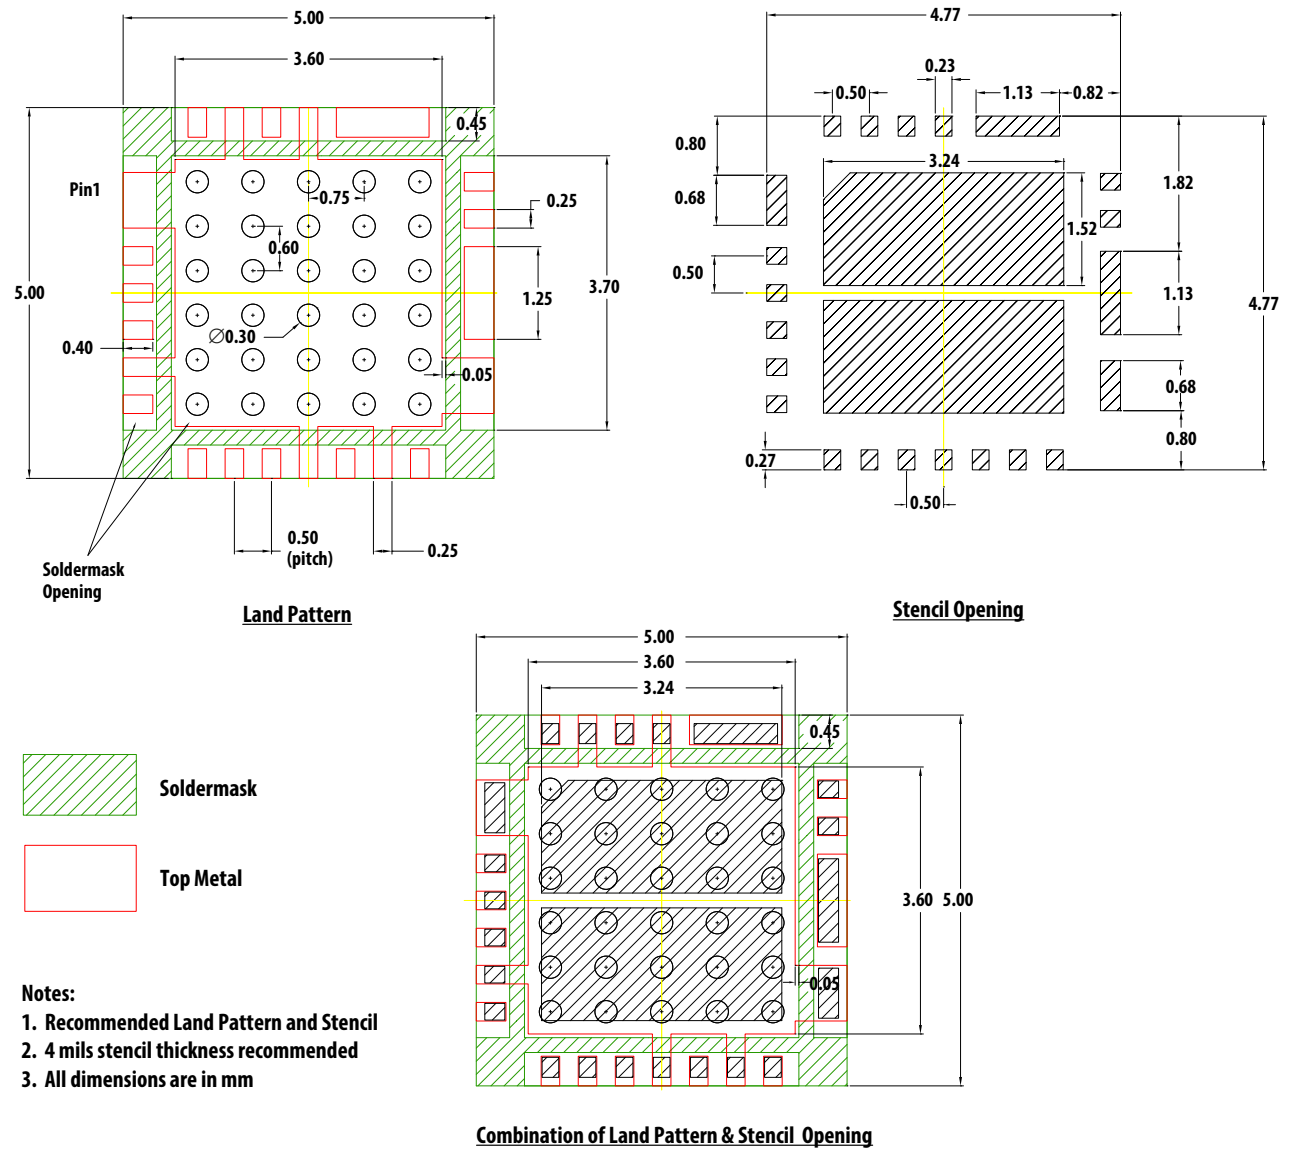 5.00
3.60
0.45
Pin1
0.75
0.25
0.60
5.00
1.25
3.70
∅0.30
0.40
0.05
0.50
(pitch)
0.25
Soldermask
Opening
Land Pattern
4.77
0.23
0.50
1.13
0.82
0.80
3.24
1.82
0.68
1.52
0.50
1.13
4.77
0.68
0.80
0.27
0.50
Stencil Opening
5.00
3.60
3.24
0.45
3.60
5.00
0.05
Combination of Land Pattern & Stencil Opening
Soldermask
Top Metal
Notes:
1. Recommended Land Pattern and Stencil
2. 4 mils stencil thickness recommended
3. All dimensions are in mm